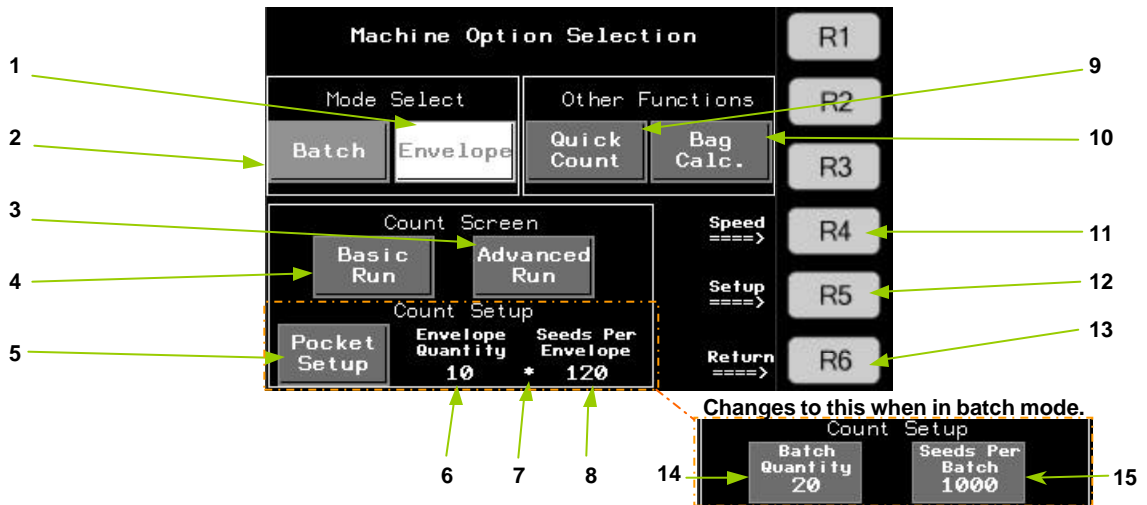 Machine Option Selection
R1
1
9
Mode Select
Other Functions
R2
2
Batch
Envelope
Quick
Count
Bag
Calc.
10
R3
3
Count Screen
Speed
====>
R4
11
4
Basic
Run
Advanced
Run
Setup
====>
R5
12
Count Setup
13
5
Pocket
Setup
Envelope
Quantity
10
*
Seeds Per
Envelope
120
Return
====>
R6
Changes to this when in batch mode.
6
7
8
Count Setup
14
Batch
Quantity
20
Seeds Per
Batch
1000
15